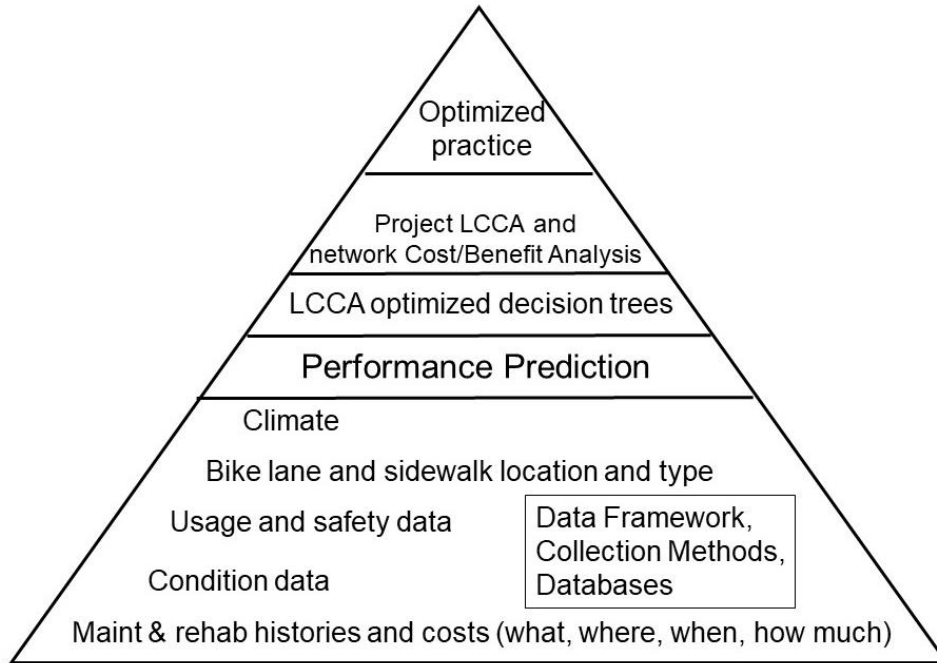 Optimized
practice
Project LCCA and
network Cost/Benefit Analysis
LCCA optimized decision trees
Performance Prediction
Climate
Bike lane and sidewalk location and type
Usage and safety data
Data Framework,
Collection Methods,
Databases
Condition data
Maint & rehab histories and costs (what, where, when, how much)